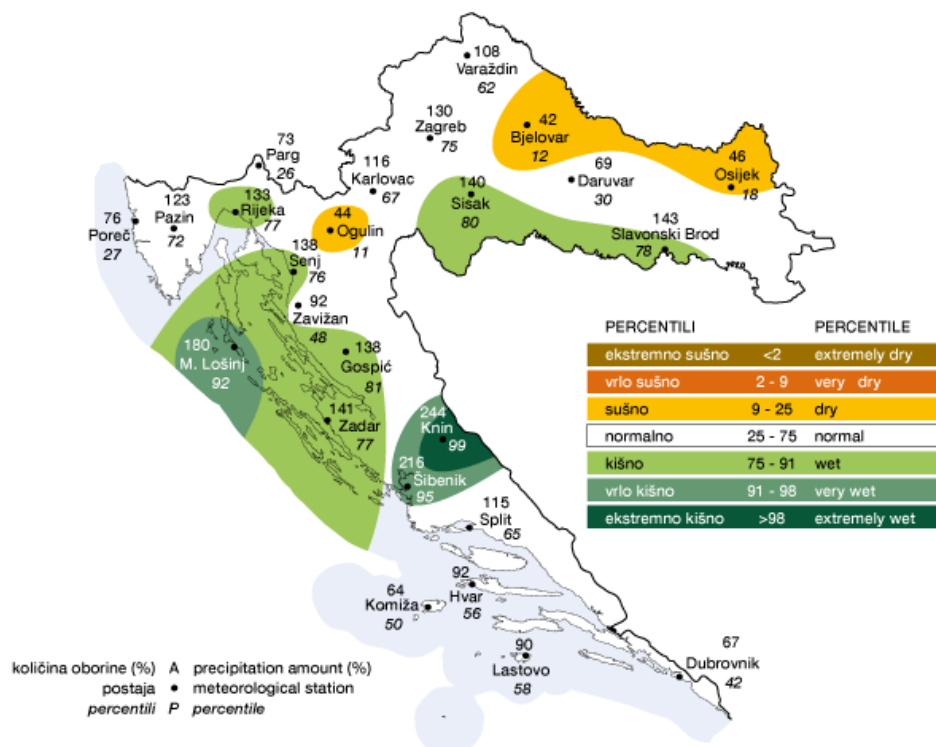 108
Varaždin
62
130
Zagreb
75
42
Bjelovar
12
73
Parg
26
116
Karlovac
67
69
Daruvar
30
46
Osijek
18
140
Sisak
80
133
Rijeka
77
123
Pazin
72
76
Poreč
27
44
Ogulin
11
143
Slavonski Brod
78
138
Senj
76
92
Zavižan
48
180
M. Lošinj
92
138
Gospić
81
141
Zadar
77
244
Knin
99
216
Šibenik
95
115
Split
65
64
Komiža
50
92
Hvar
56
90
Lastovo
58
67
Dubrovnik
42
PERCENTILI PERCENTILE
ekstremno sušno <2 extremely dry
vrlo sušno 2 - 9 very dry
sušno 9 - 25 dry
normalno 25 - 75 normal
kišno 75 - 91 wet
vrlo kišno 91 - 98 very wet
ekstremno kišno >98 extremely wet
količina oborine (%) A precipitation amount (%)
postaja • meteorological station
percentili P percentile